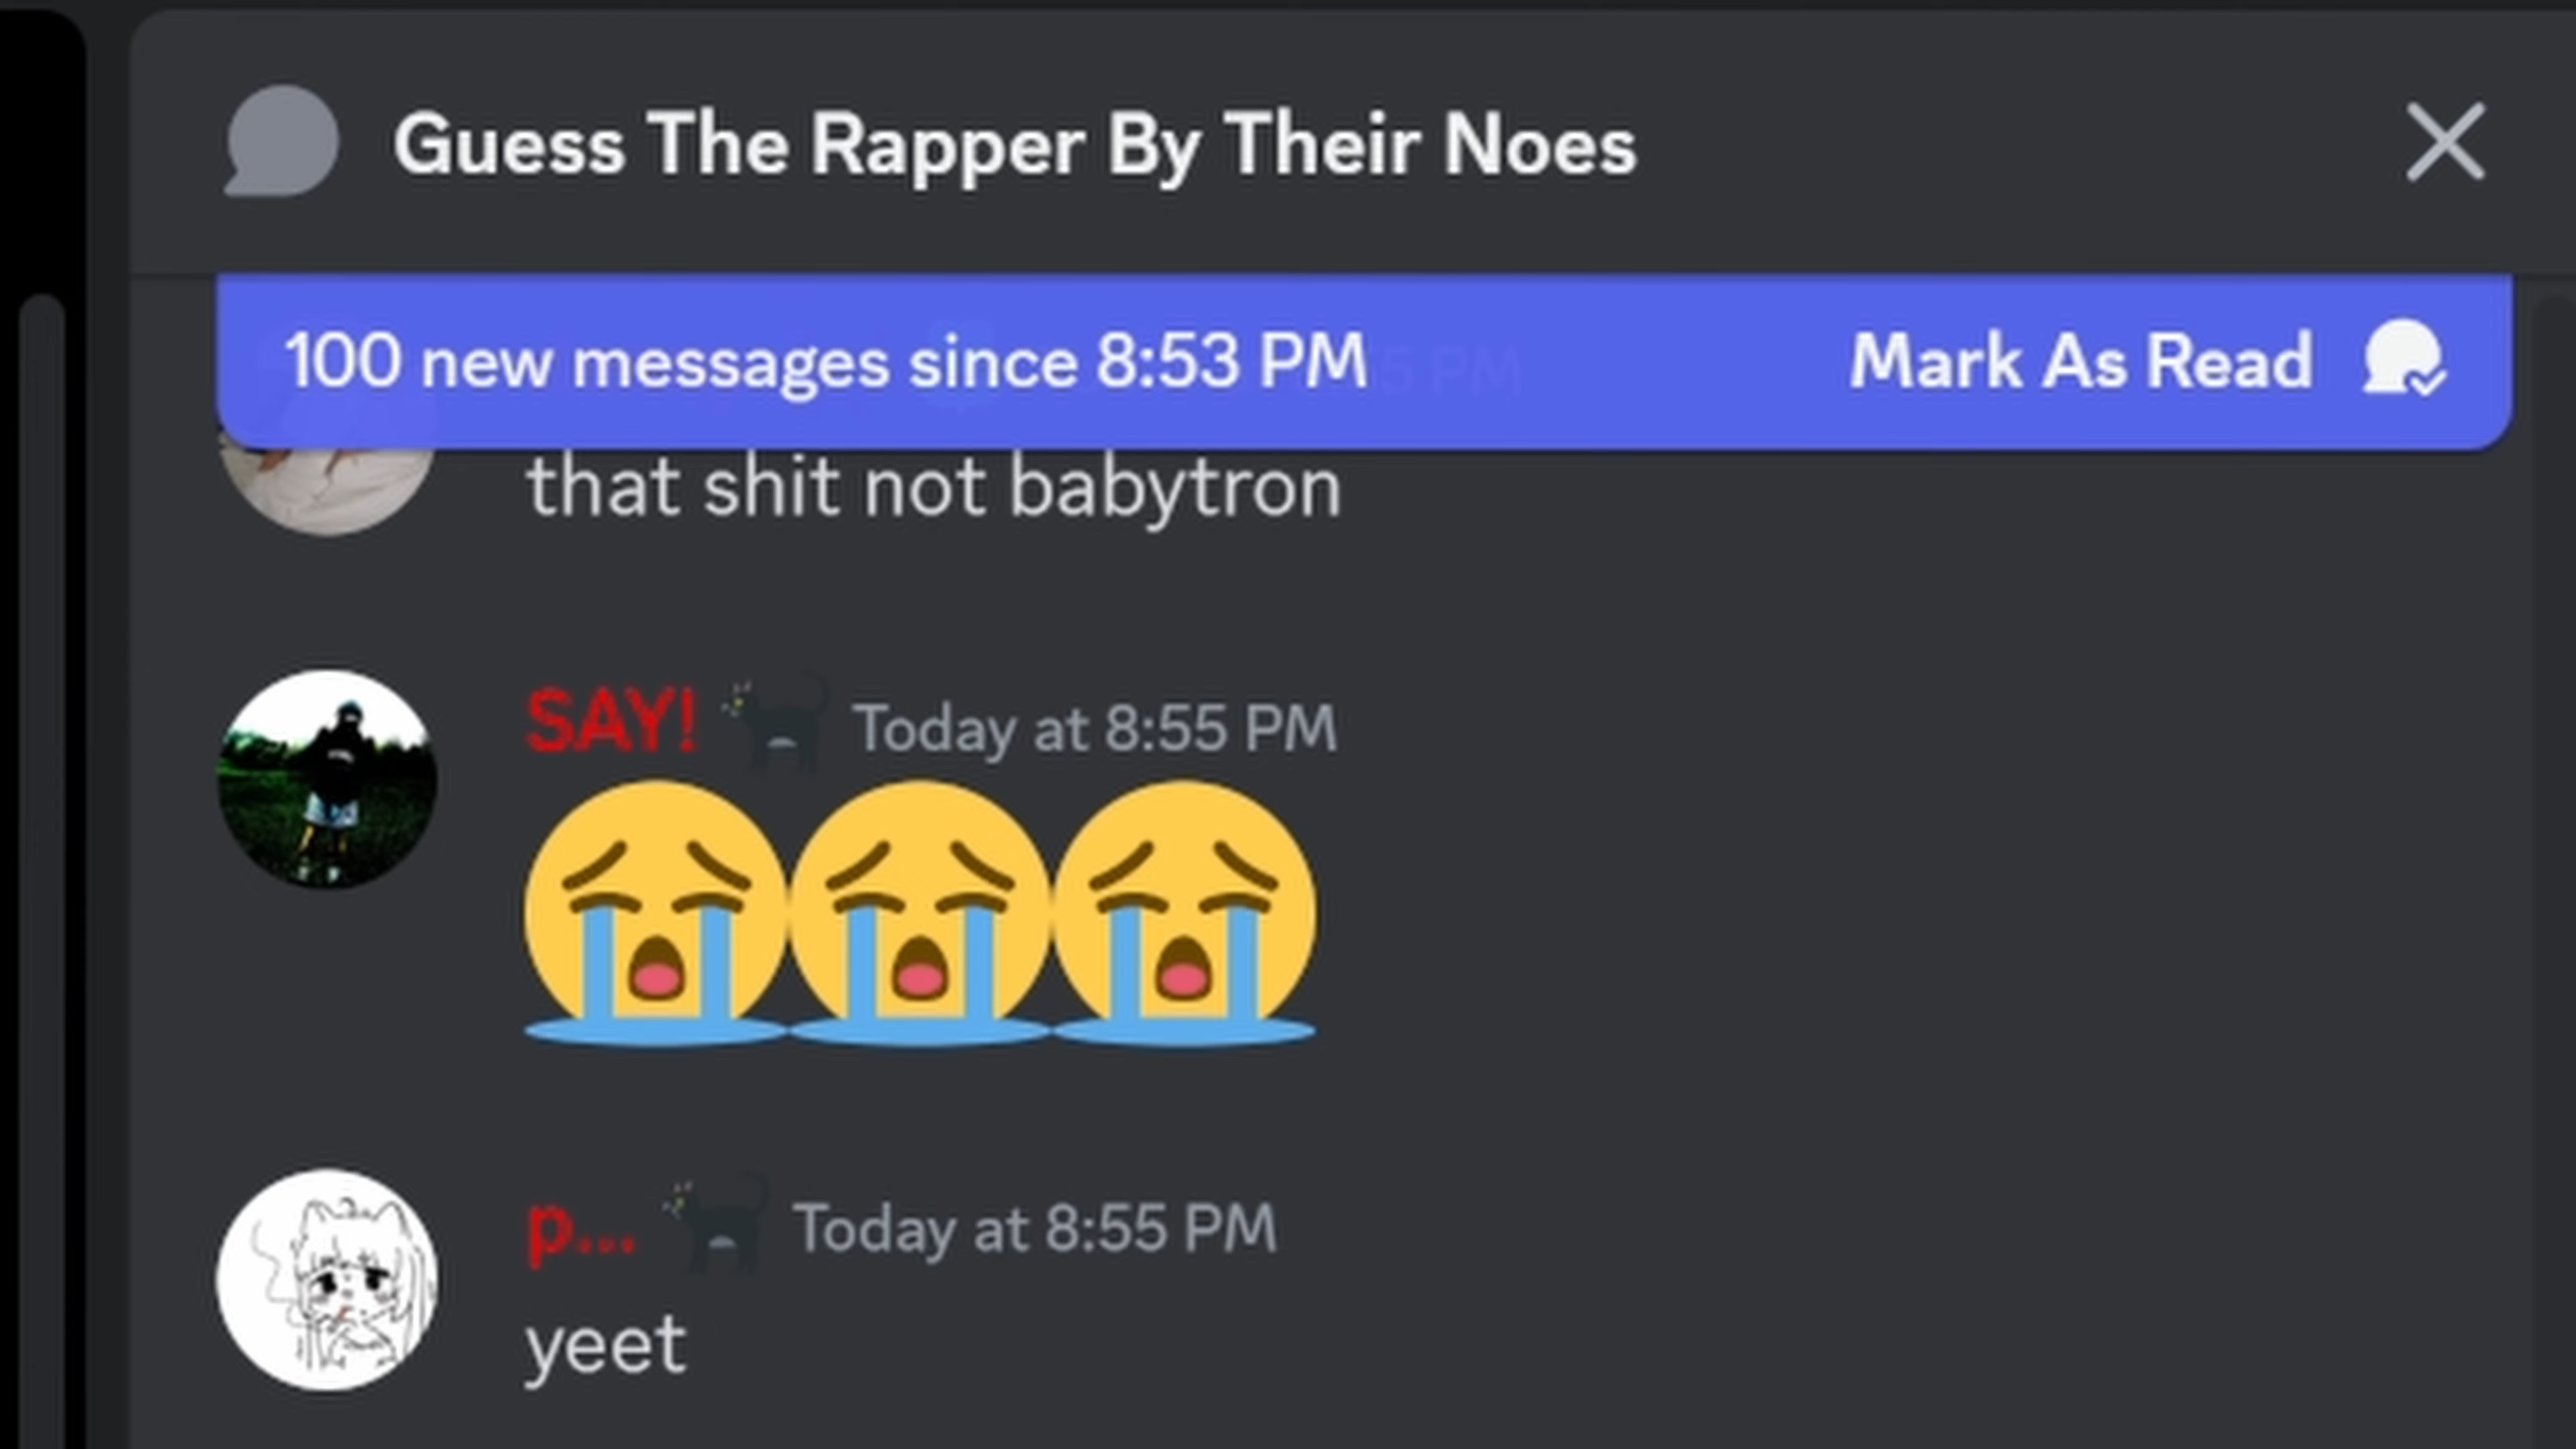 Guess The Rapper By Their Noes
100 new messages since 8:53 PM
Mark As Read
that shit not babytron
SAY! Today at 8:55 PM
😭😭😭
p... Today at 8:55 PM
yeet